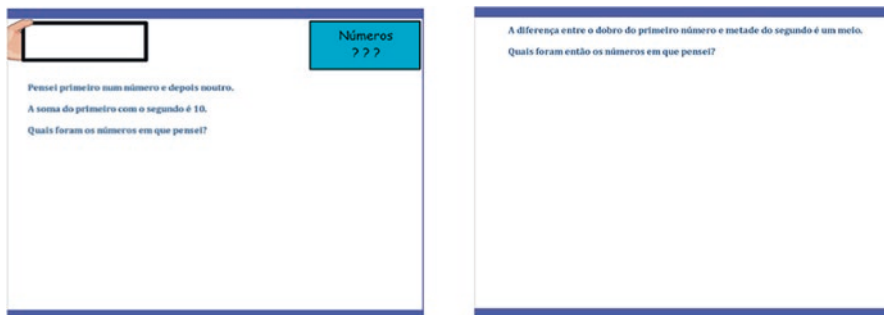 Números
? ? ?
Pensei primeiro num número e depois noutro.
A soma do primeiro com o segundo é 10.
Quais foram os números em que pensei?
A diferença entre o dobro do primeiro número e metade do segundo é um meio.
Quais foram então os números em que pensei?